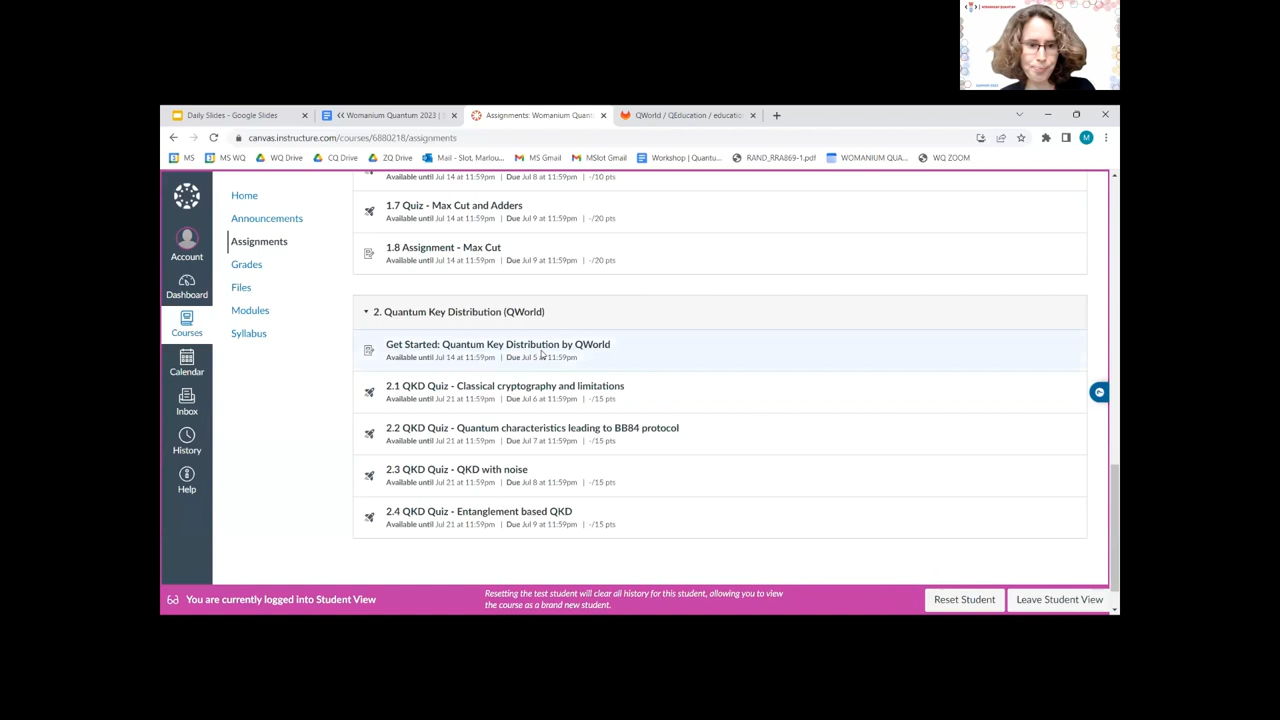 Daily Slides - Google Slides
Womanium Quantum 2023 |
Assignments: Womanium Quant
QWorld / QEducation / educatio
canvas.instructure.com/courses/6880218/assignments
M
MS
MS WQ
WQ Drive
CQ Drive
ZQ Drive
Mail - Slot, Marlou...
MS Gmail
MSlot Gmail
Workshop | Quantu...
RAND_RRA869-1.pdf
WOMANIUM QUA...
WQ ZOOM
Account
Dashboard
Courses
Calendar
Inbox
History
Help
Home
Announcements
Assignments
Grades
Files
Modules
Syllabus
Available until Jul 14 at 11:59pm | Due Jul 8 at 11:59pm | -/10 pts
1.7 Quiz - Max Cut and Adders
Available until Jul 14 at 11:59pm | Due Jul 9 at 11:59pm | -/20 pts
1.8 Assignment - Max Cut
Available until Jul 14 at 11:59pm | Due Jul 9 at 11:59pm | -/20 pts
2. Quantum Key Distribution (QWorld)
Get Started: Quantum Key Distribution by QWorld
Available until Jul 14 at 11:59pm | Due Jul 5 at 11:59pm
2.1 QKD Quiz - Classical cryptography and limitations
Available until Jul 21 at 11:59pm | Due Jul 6 at 11:59pm | -/15 pts
2.2 QKD Quiz - Quantum characteristics leading to BB84 protocol
Available until Jul 21 at 11:59pm | Due Jul 7 at 11:59pm | -/15 pts
2.3 QKD Quiz - QKD with noise
Available until Jul 21 at 11:59pm | Due Jul 8 at 11:59pm | -/15 pts
2.4 QKD Quiz - Entanglement based QKD
Available until Jul 21 at 11:59pm | Due Jul 9 at 11:59pm | -/15 pts
You are currently logged into Student View
Resetting the test student will clear all history for this student, allowing you to view
the course as a brand new student.
Reset Student
Leave Student View